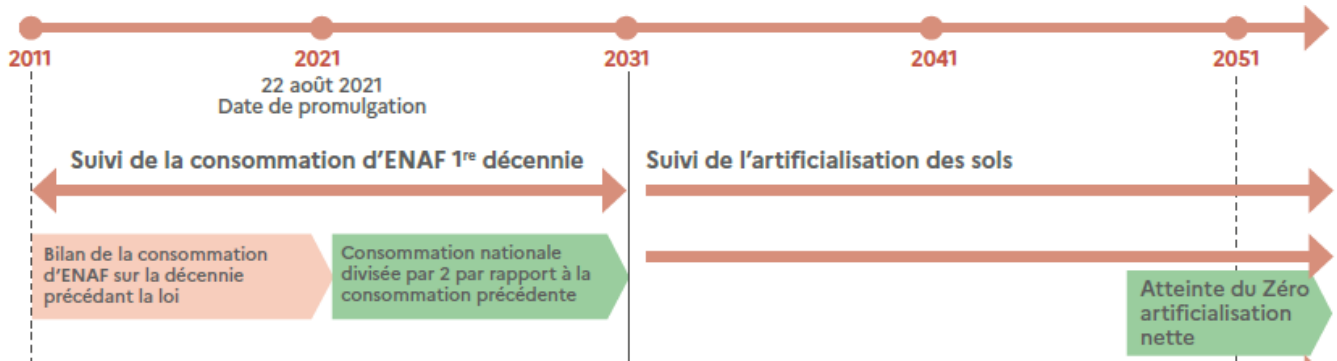 2011
2021
2031
2041
2051
22 août 2021
Date de promulgation
Suivi de la consommation d'ENAF 1re décennie
Suivi de l'artificialisation des sols
Bilan de la consommation
d'ENAF sur la décennie
précédant la loi
Consommation nationale
divisée par 2 par rapport à la
consommation précédente
Atteinte du Zéro
artificialisation
nette